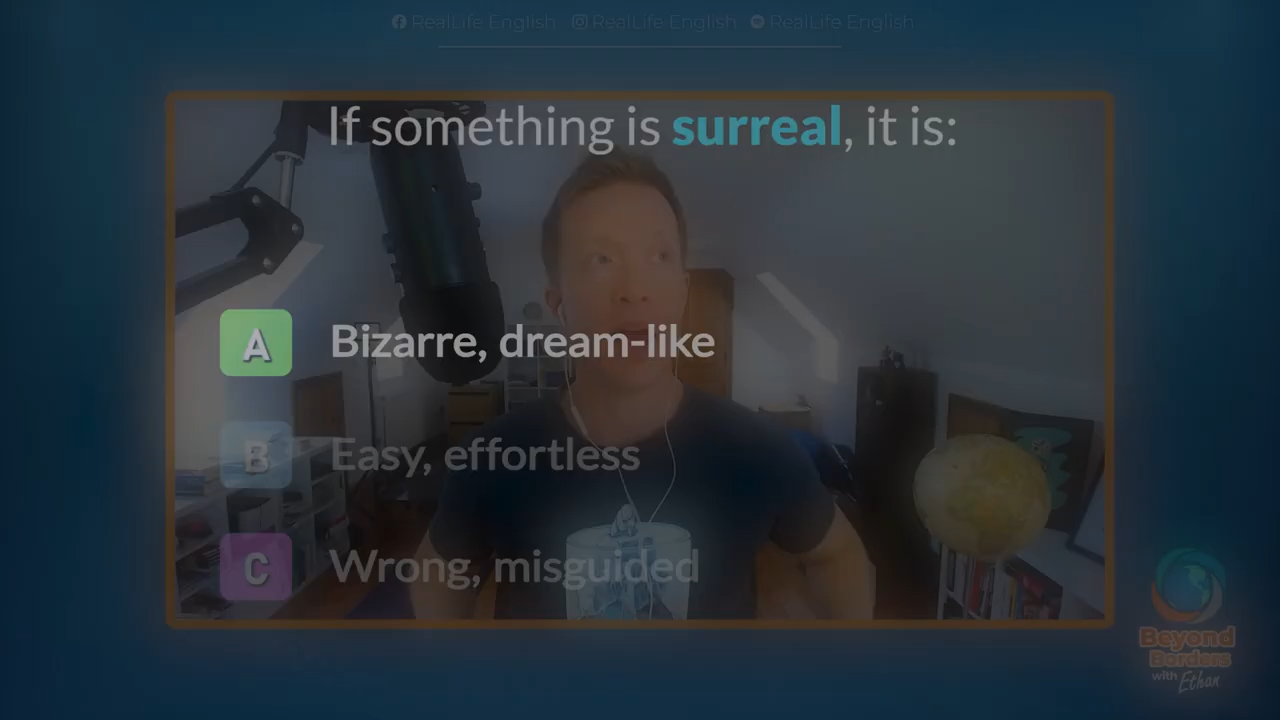 RealLife English RealLife English RealLife English
If something is surreal, it is:
A Bizarre, dream-like
B Easy, effortless
C Wrong, misguided
Beyond
Borders
with Ethan